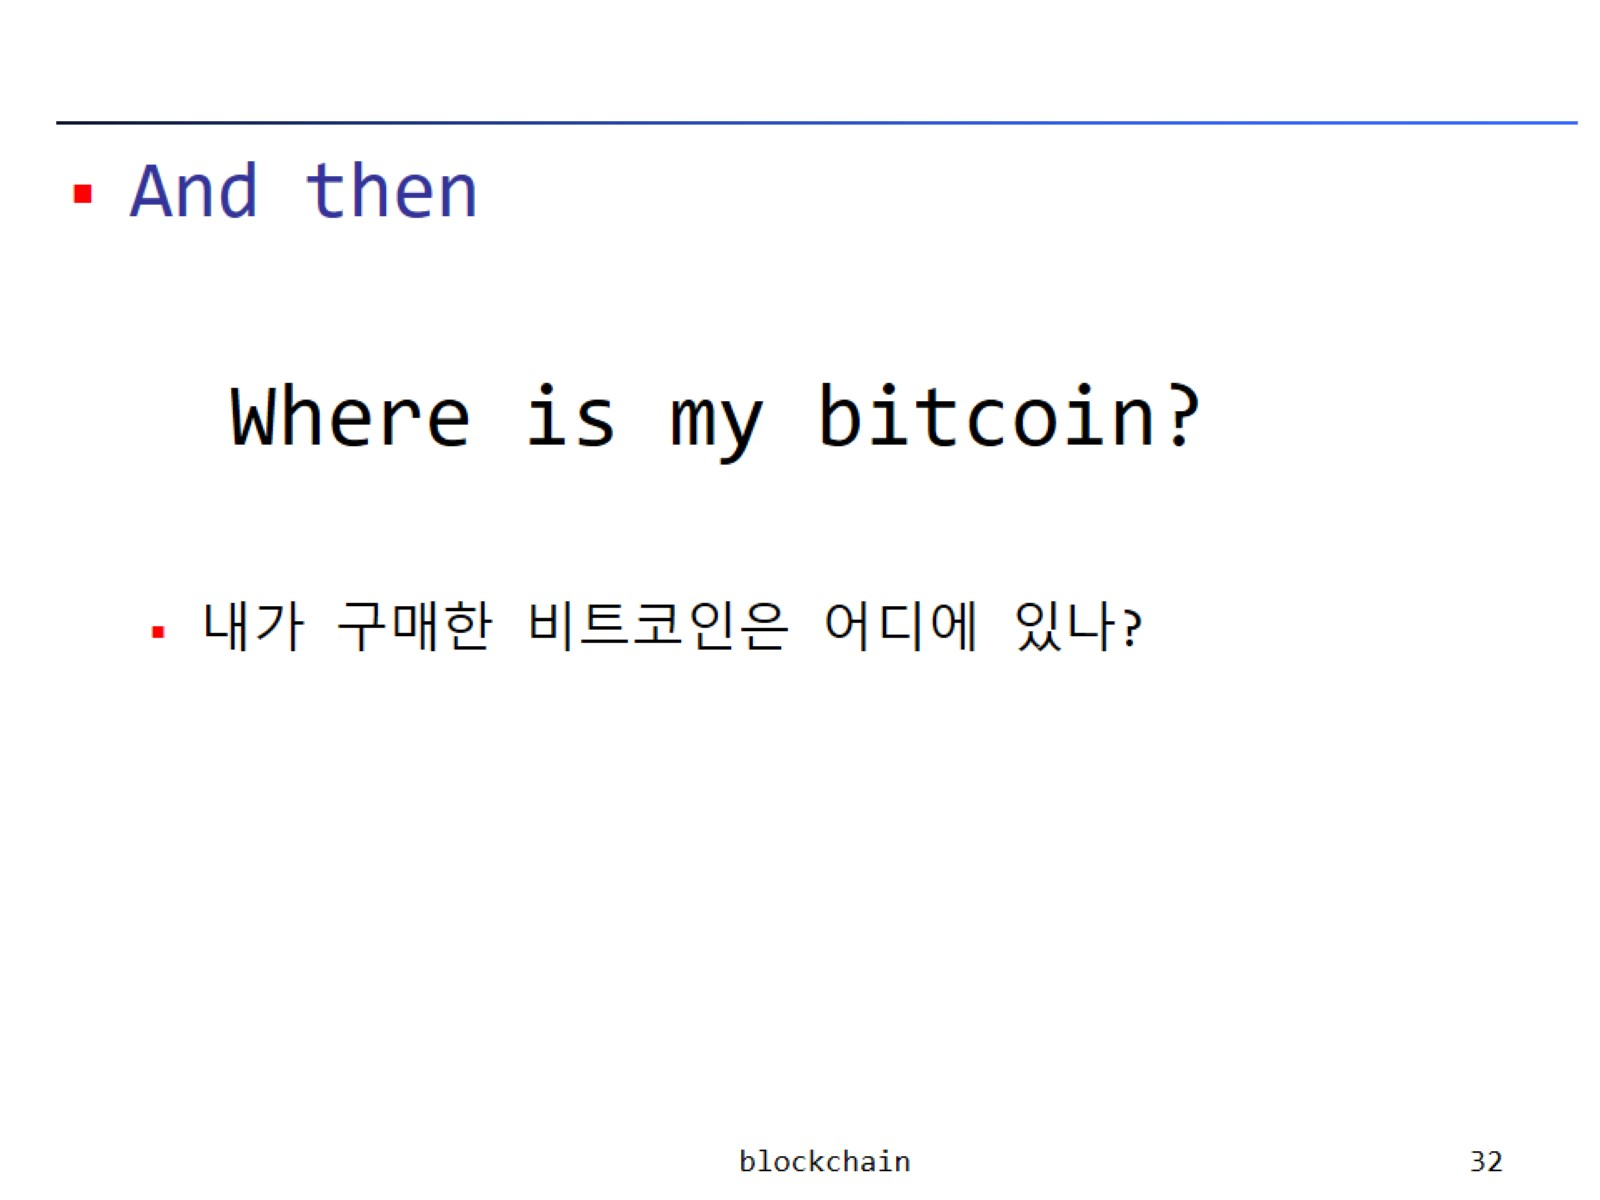 And then
Where is my bitcoin?
내가 구매한 비트코인은 어디에 있나?
blockchain
32